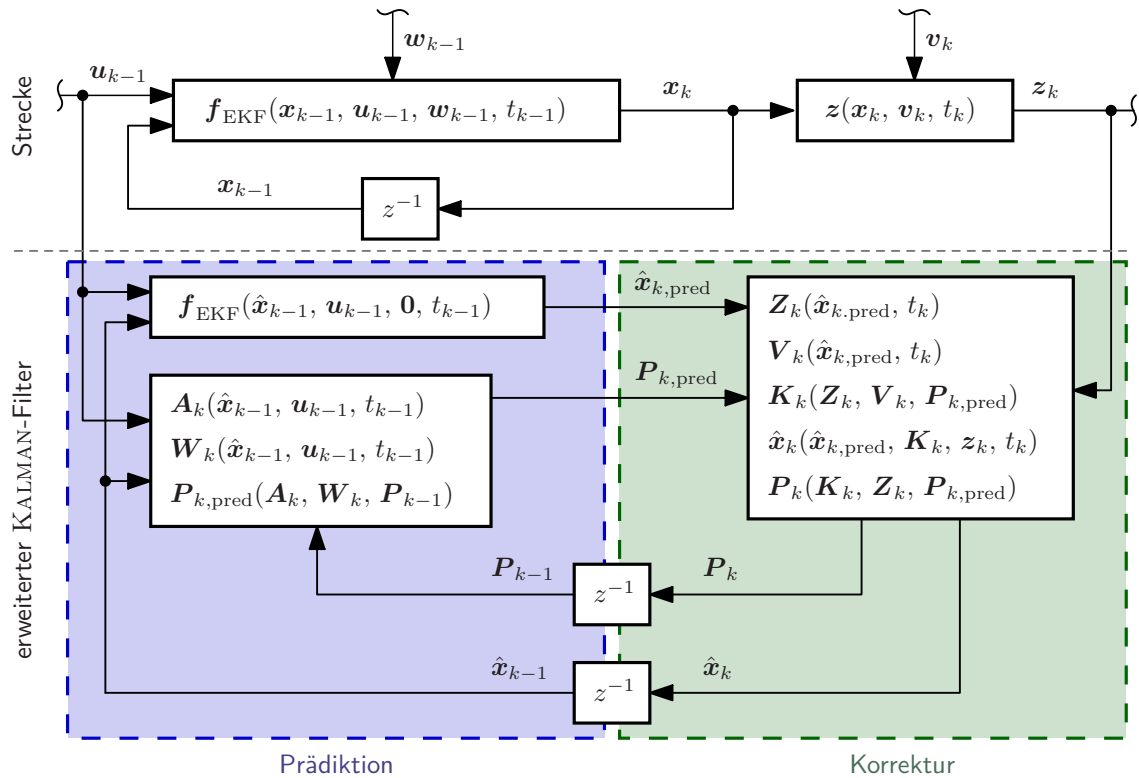 w_{k−1}
v_k
u_{k−1}
x_k
z_k
Strecke
f_EKF(x_{k−1}, u_{k−1}, w_{k−1}, t_{k−1})
z(x_k, v_k, t_k)
x_{k−1}
z^{−1}
erweiterter KALMAN-Filter
x̂_{k,pred}
f_EKF(x̂_{k−1}, u_{k−1}, 0, t_{k−1})
P_{k,pred}
A_k(x̂_{k−1}, u_{k−1}, t_{k−1})
W_k(x̂_{k−1}, u_{k−1}, t_{k−1})
P_{k,pred}(A_k, W_k, P_{k−1})
Z_k(x̂_{k.pred}, t_k)
V_k(x̂_{k,pred}, t_k)
K_k(Z_k, V_k, P_{k,pred})
x̂_k(x̂_{k,pred}, K_k, z_k, t_k)
P_k(K_k, Z_k, P_{k,pred})
P_{k−1}
z^{−1}
P_k
x̂_{k−1}
z^{−1}
x̂_k
Prädiktion
Korrektur